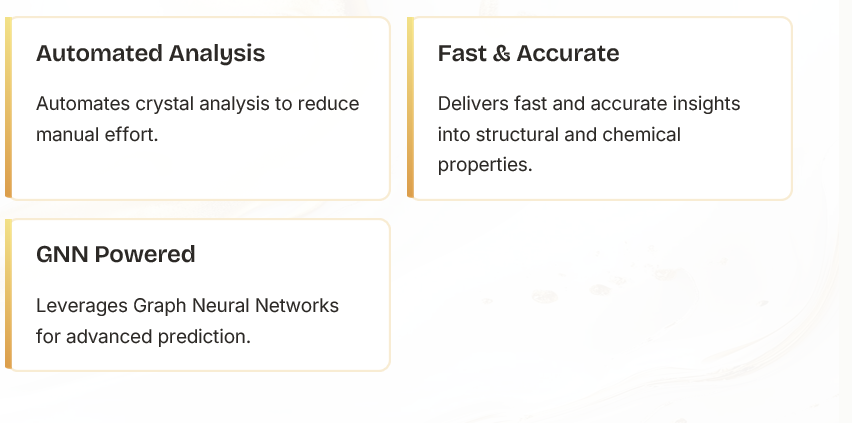 Automated Analysis
Automates crystal analysis to reduce
manual effort.
Fast & Accurate
Delivers fast and accurate insights
into structural and chemical
properties.
GNN Powered
Leverages Graph Neural Networks
for advanced prediction.